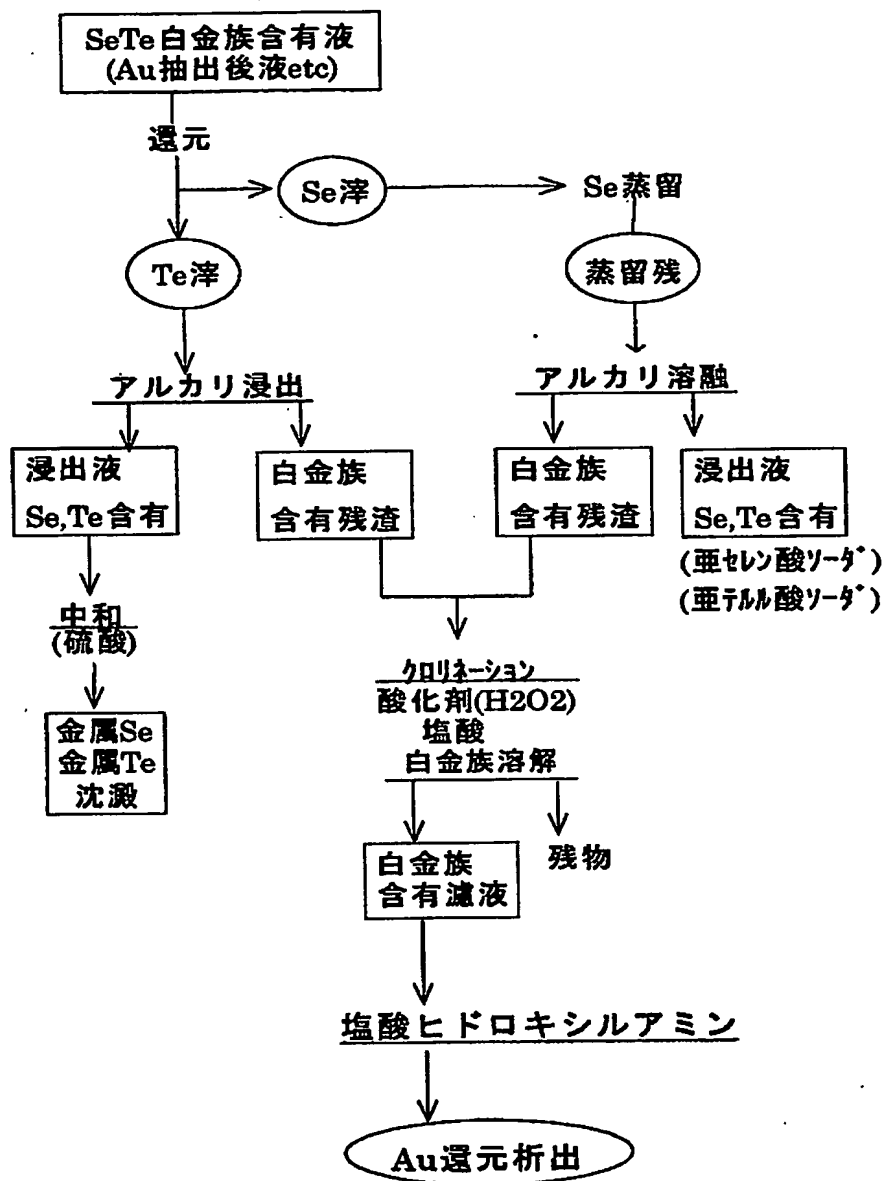 SeTe白金族含有液
(Au抽出後液etc)
還元
Se滓
Se蒸留
Te滓
蒸留残
アルカリ浸出
アルカリ溶融
浸出液
Se,Te含有
白金族
含有残渣
白金族
含有残渣
浸出液
Se,Te含有
(亜ｾﾚﾝ酸ｿｰﾀﾞ)
(亜ﾃﾙﾙ酸ｿｰﾀﾞ)
中和
(硫酸)
金属Se
金属Te
沈澱
ｸﾛﾘﾈｰｼｮﾝ
酸化剤(H2O2)
塩酸
白金族溶解
白金族
含有濾液
残物
塩酸ヒドロキシルアミン
Au還元析出